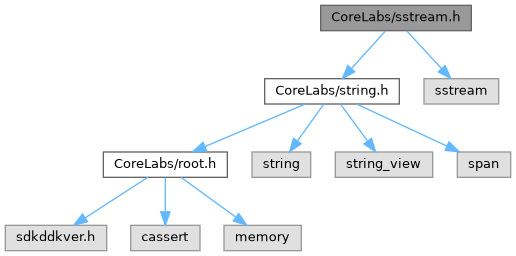 CoreLabs/sstream.h
CoreLabs/string.h
sstream
CoreLabs/root.h
string
string_view
span
sdkddkver.h
cassert
memory